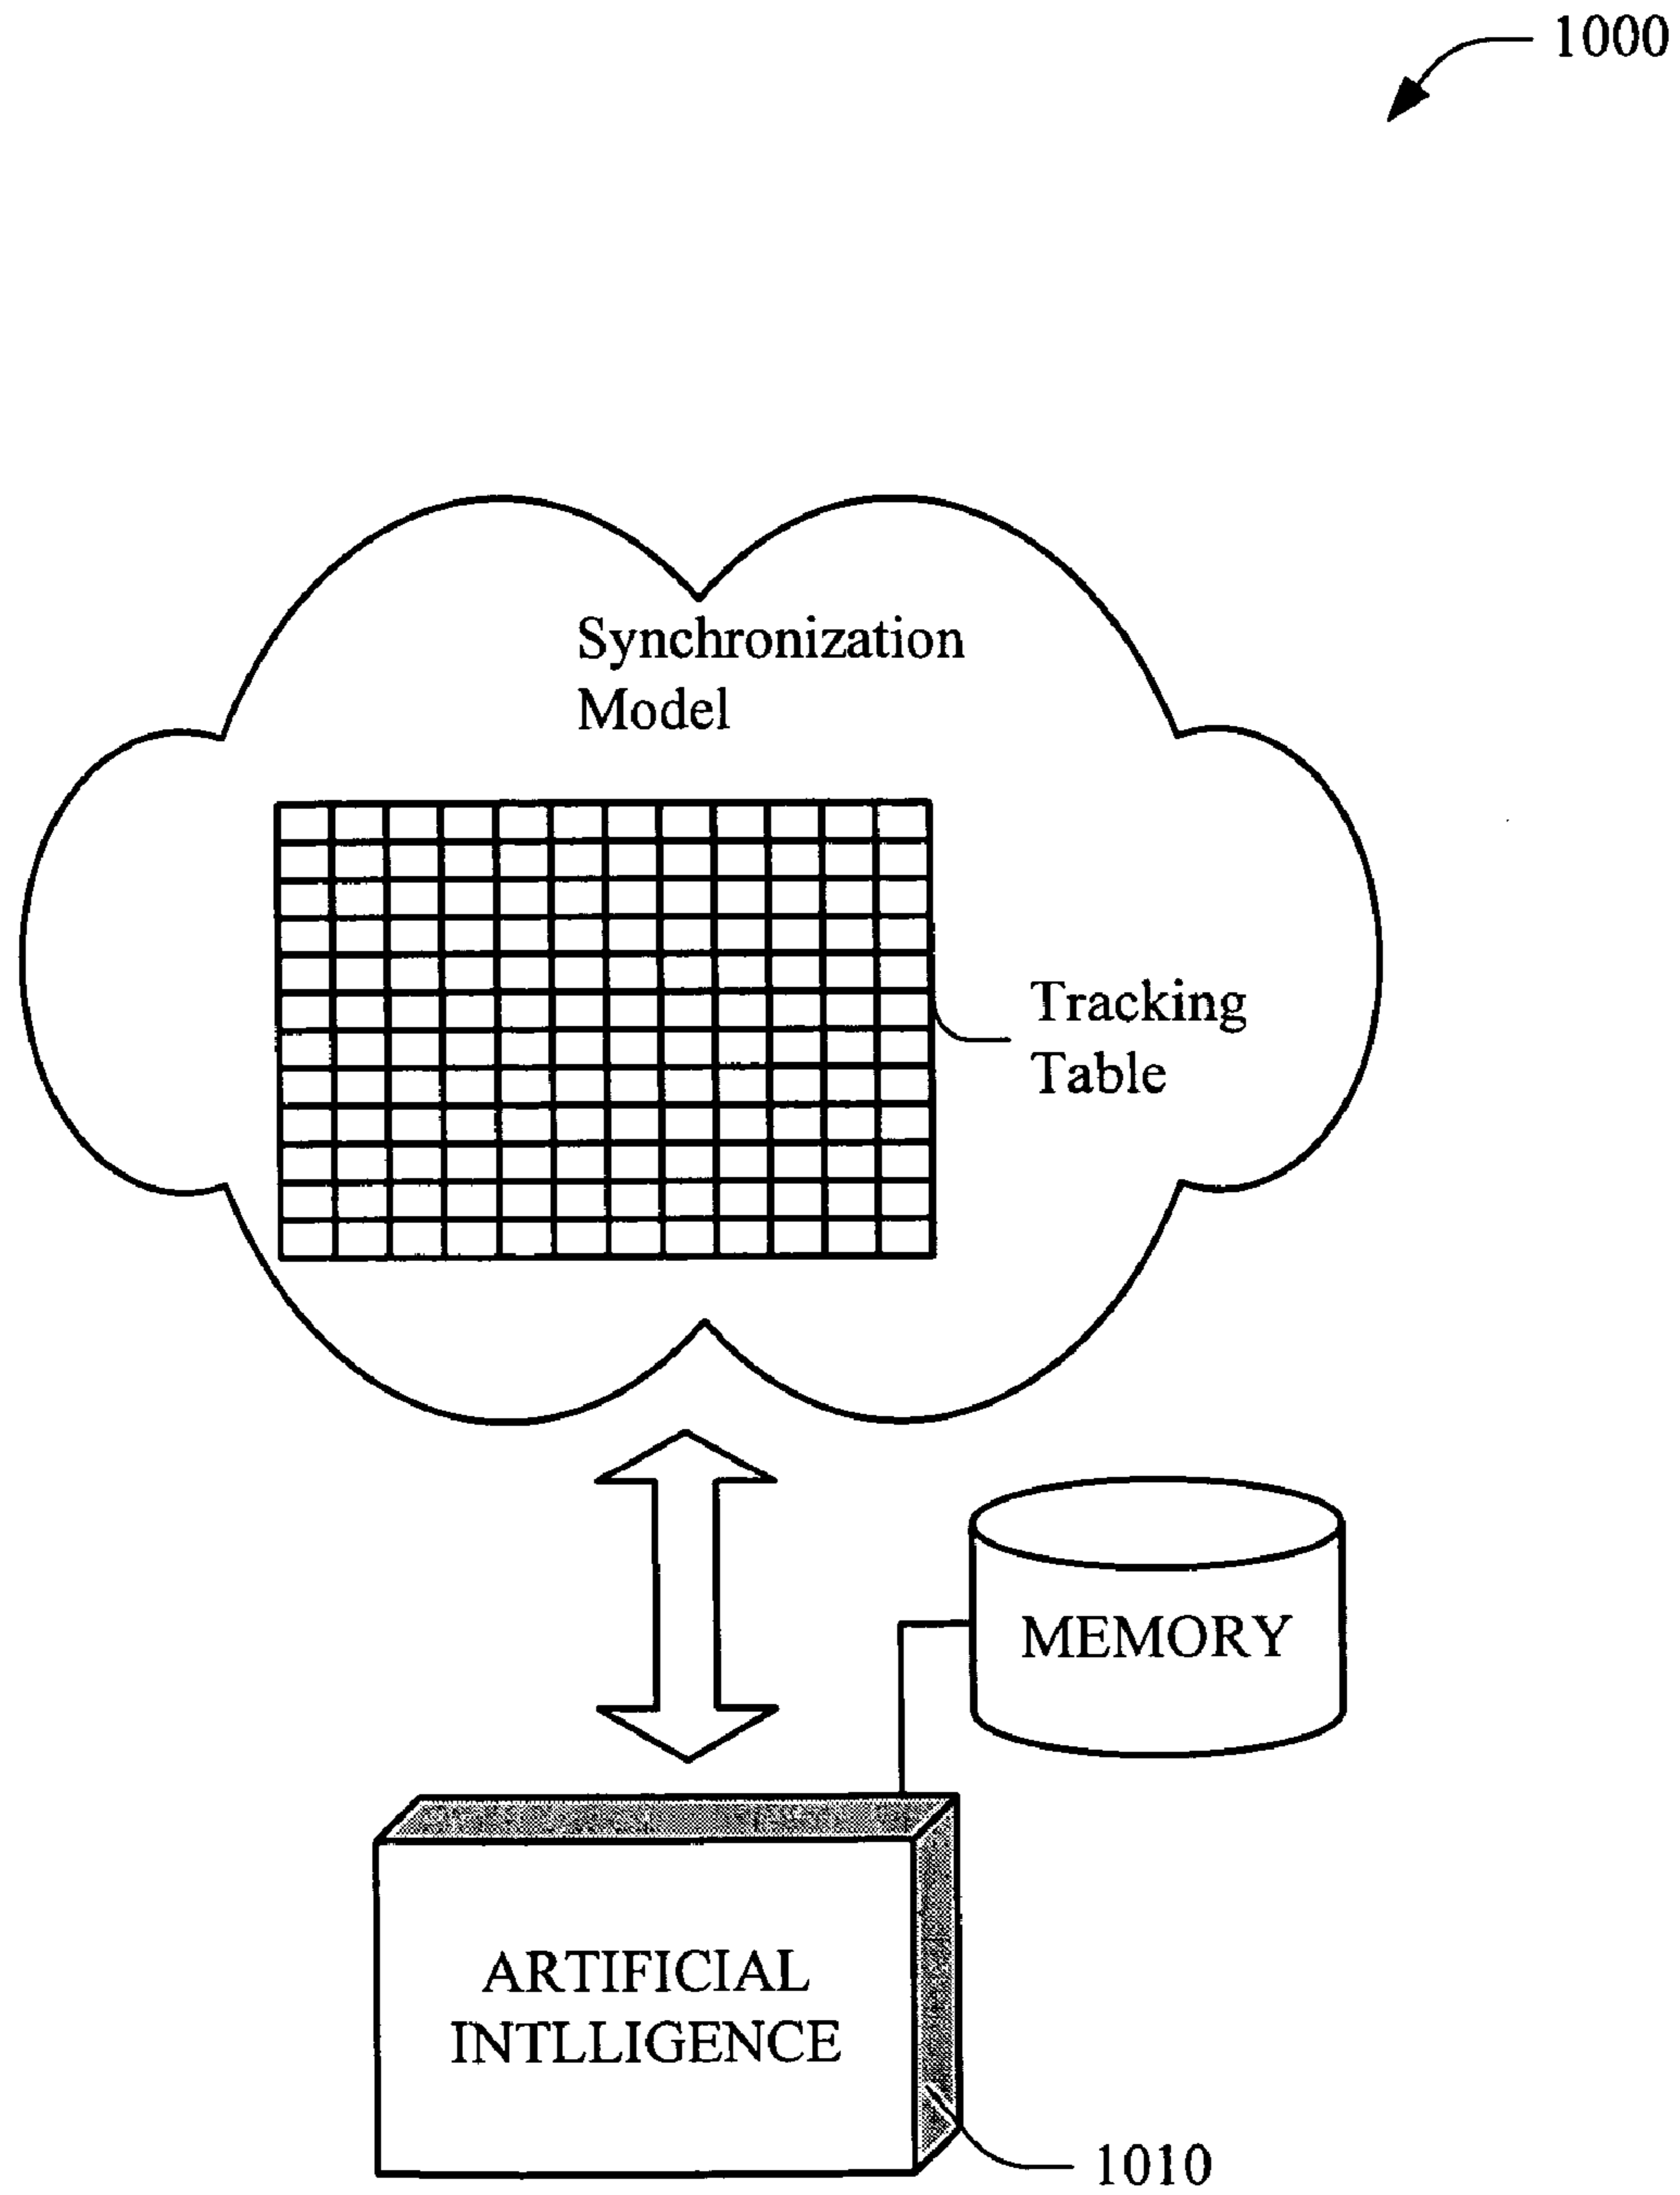 1000
Synchronization
Model
Tracking
Table
MEMORY
ARTIFICIAL
INTLLIGENCE
1010